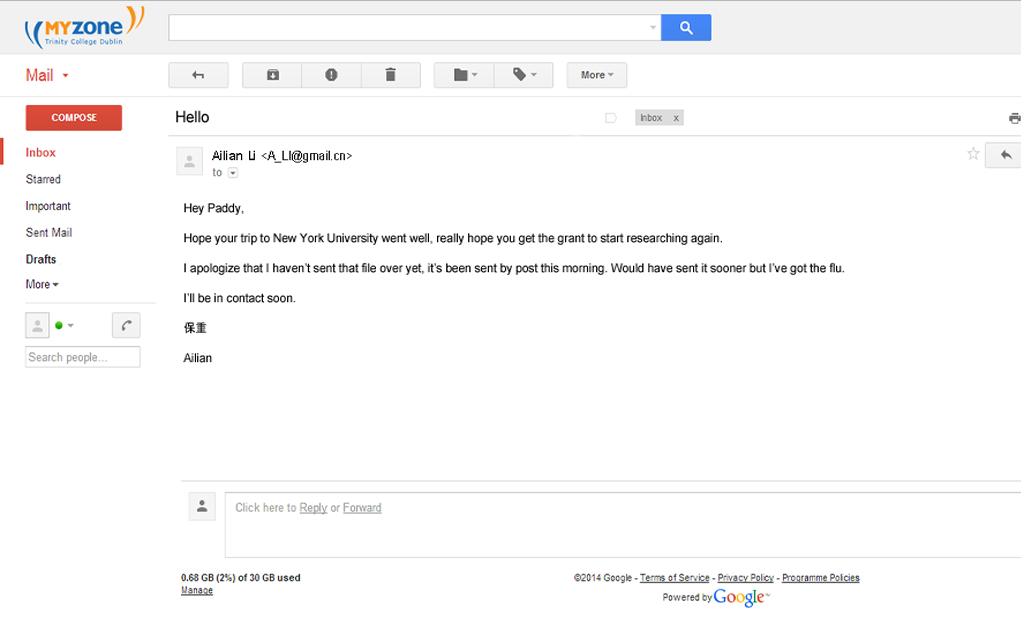 MYZONE
Trinity College Dublin
Mail
More
COMPOSE
Hello
Inbox x
Inbox
Starred
Important
Sent Mail
Drafts
More
Search people...
Ailian Li <A_LI@gmail.cn>
to
Hey Paddy,
Hope your trip to New York University went well, really hope you get the grant to start researching again.
I apologize that I haven't sent that file over yet, it's been sent by post this morning. Would have sent it sooner but I've got the flu.
I'll be in contact soon.
保重
Ailian
Click here to Reply or Forward
0.68 GB (2%) of 30 GB used
Manage
©2014 Google - Terms of Service - Privacy Policy - Programme Policies
Powered by Google™